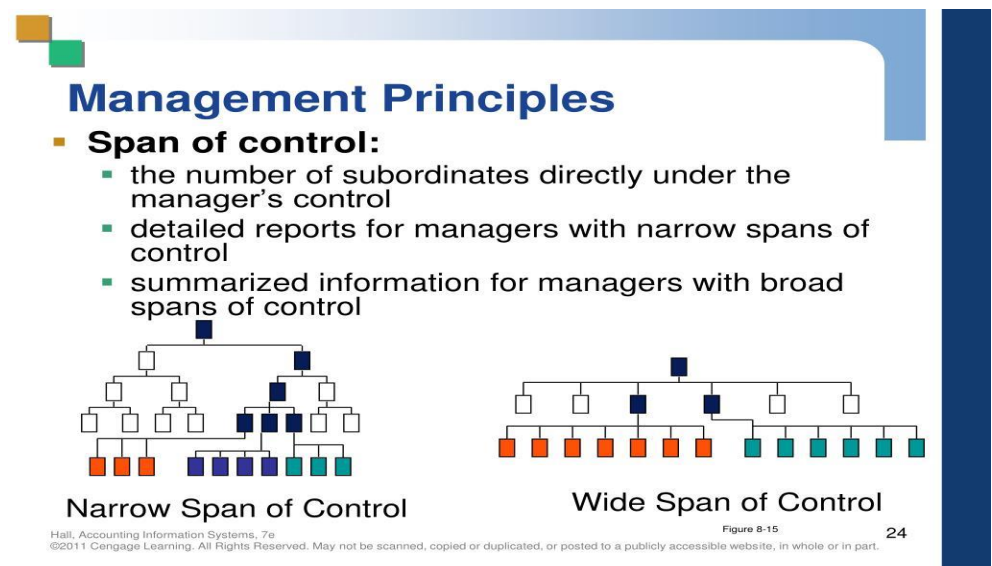 Management Principles
Span of control:
the number of subordinates directly under the
manager's control
detailed reports for managers with narrow spans of
control
summarized information for managers with broad
spans of control
Narrow Span of Control
Wide Span of Control
Figure 8-15
24
Hall, Accounting Information Systems, 7e
©2011 Cengage Learning. All Rights Reserved. May not be scanned, copied or duplicated, or posted to a publicly accessible website, in whole or in part.